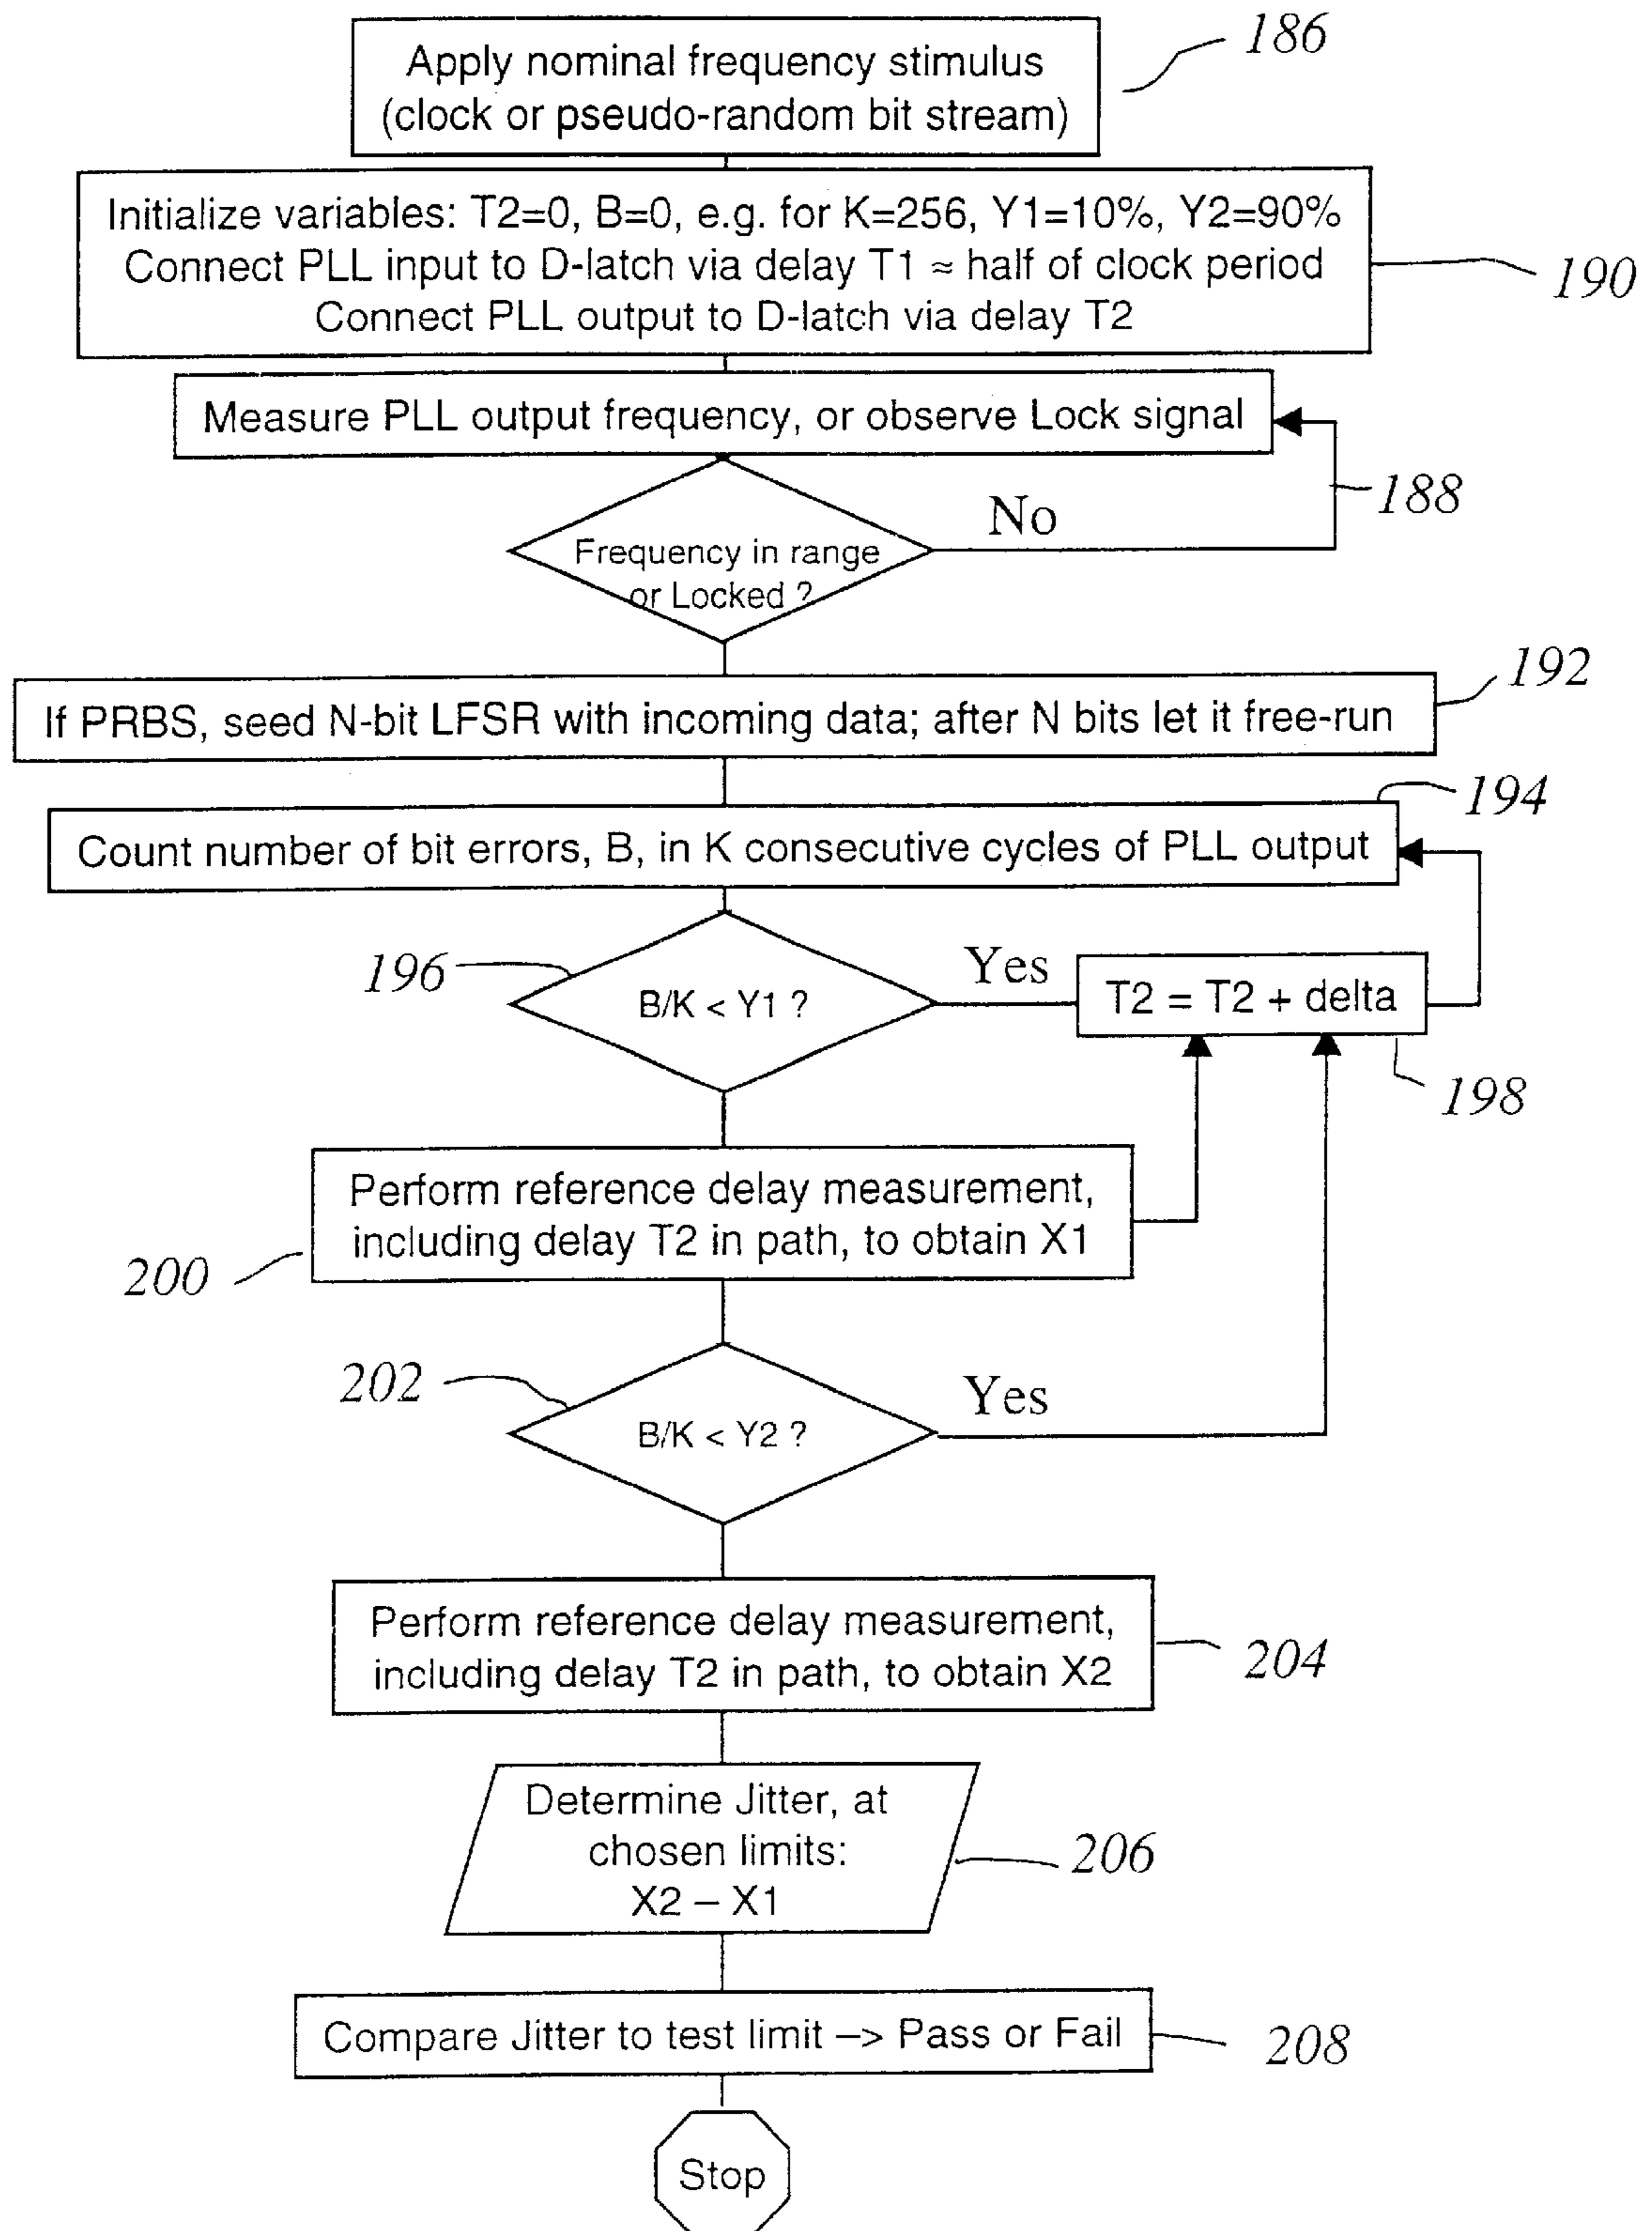 Apply nominal frequency stimulus
(clock or pseudo-random bit stream)
186
Initialize variables: T2=0, B=0, e.g. for K=256, Y1=10%, Y2=90%
Connect PLL input to D-latch via delay T1 ≈ half of clock period
Connect PLL output to D-latch via delay T2
190
Measure PLL output frequency, or observe Lock signal
188
No
Frequency in range
or Locked ?
192
If PRBS, seed N-bit LFSR with incoming data; after N bits let it free-run
194
Count number of bit errors, B, in K consecutive cycles of PLL output
196
B/K < Y1 ?
Yes
T2 = T2 + delta
198
Perform reference delay measurement,
including delay T2 in path, to obtain X1
200
202
B/K < Y2 ?
Yes
Perform reference delay measurement,
including delay T2 in path, to obtain X2
204
Determine Jitter, at
chosen limits:
X2 – X1
206
Compare Jitter to test limit –> Pass or Fail
208
Stop